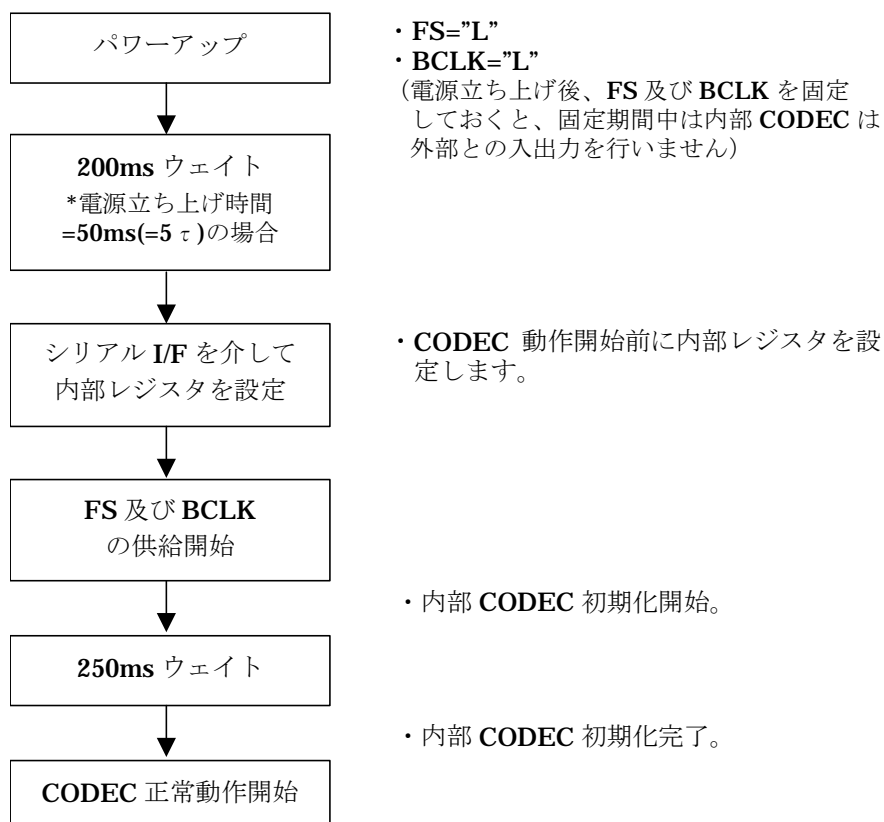 パワーアップ
・FS="L"
・BCLK="L"
（電源立ち上げ後、FS 及び BCLK を固定
しておくと、固定期間中は内部 CODEC は
外部との入出力を行いません）
200ms ウェイト
*電源立ち上げ時間
=50ms(=5τ)の場合
シリアル I/F を介して
内部レジスタを設定
・CODEC 動作開始前に内部レジスタを設
定します。
FS 及び BCLK
の供給開始
・内部 CODEC 初期化開始。
250ms ウェイト
・内部 CODEC 初期化完了。
CODEC 正常動作開始